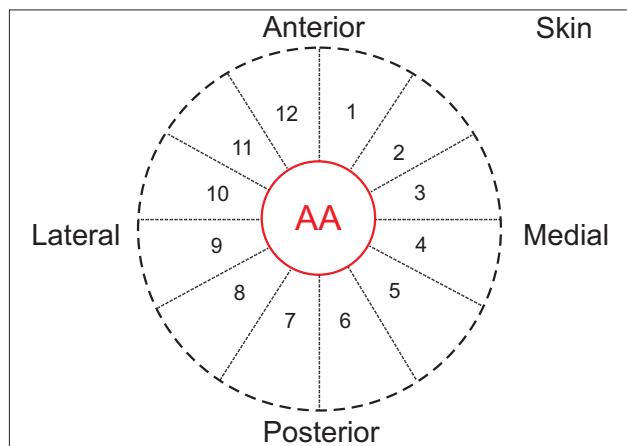 Anterior Skin
12 1
11 2
10 3
AA
Lateral Medial
9 4
8 5
7 6
Posterior